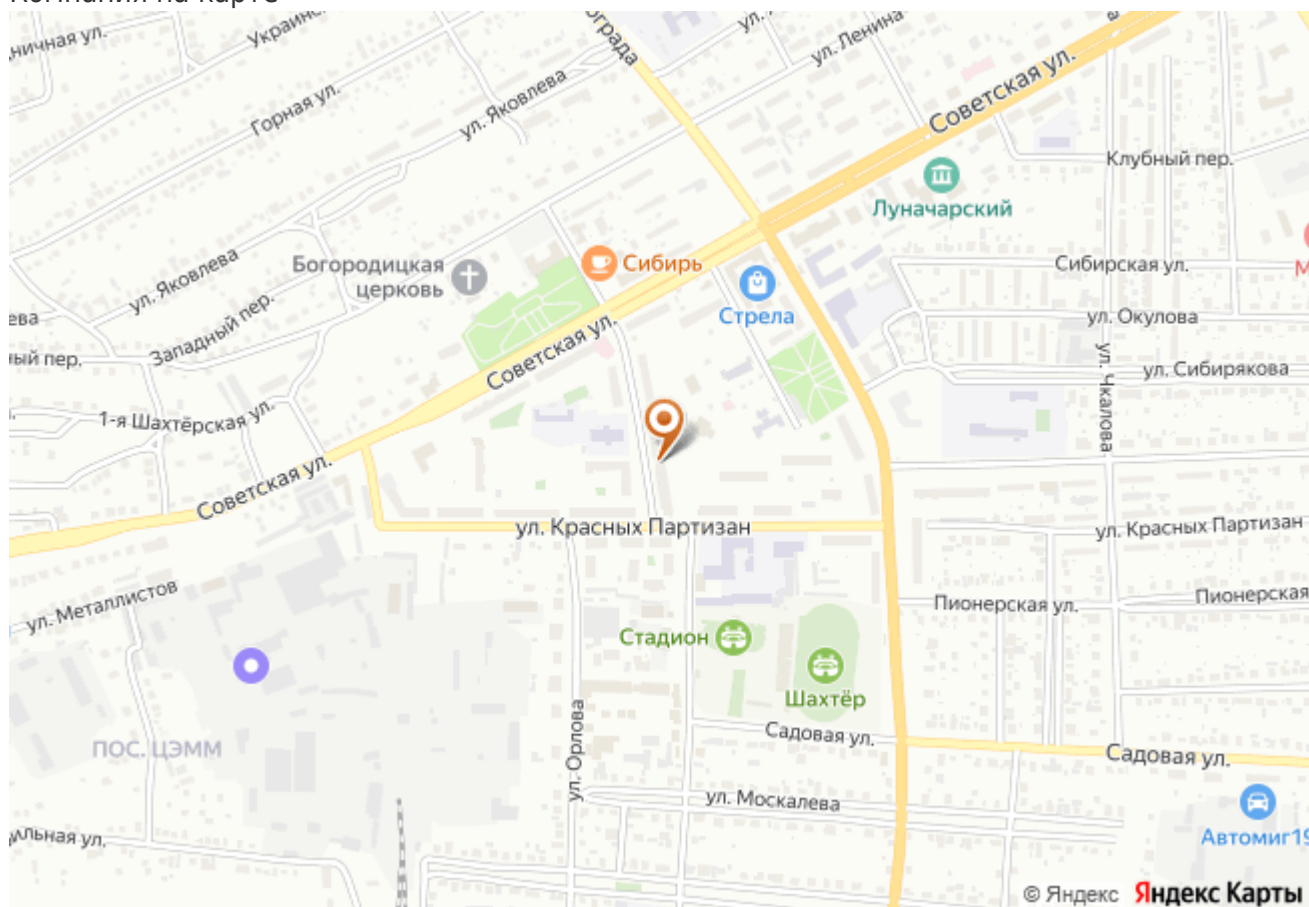 Компания на карте
Украинс
ничная ул.
ограда
ул. Ленина
Советская ул.
ул. Яковлева
Горная ул.
Клубный пер.
Луначарский
Богородицкая
церковь
Сибирь
Сибирская ул.
ул. Яковлева
Стрела
ул. Окулова
ева
Западный пер.
Советская ул.
ный пер.
ул. Сибирякова
ул. Чкалова
1-я Шахтёрская ул.
Советская ул.
ул. Красных Партизан
ул. Красных Партизан
ул. Металлистов
Пионерская ул.
Пионерская
Стадион
Шахтёр
ПОС. ЦЭММ
ул. Орлова
Садовая ул.
Садовая ул.
ул. Москалева
Автомиг19
льная ул.
© Яндекс Яндекс Карты